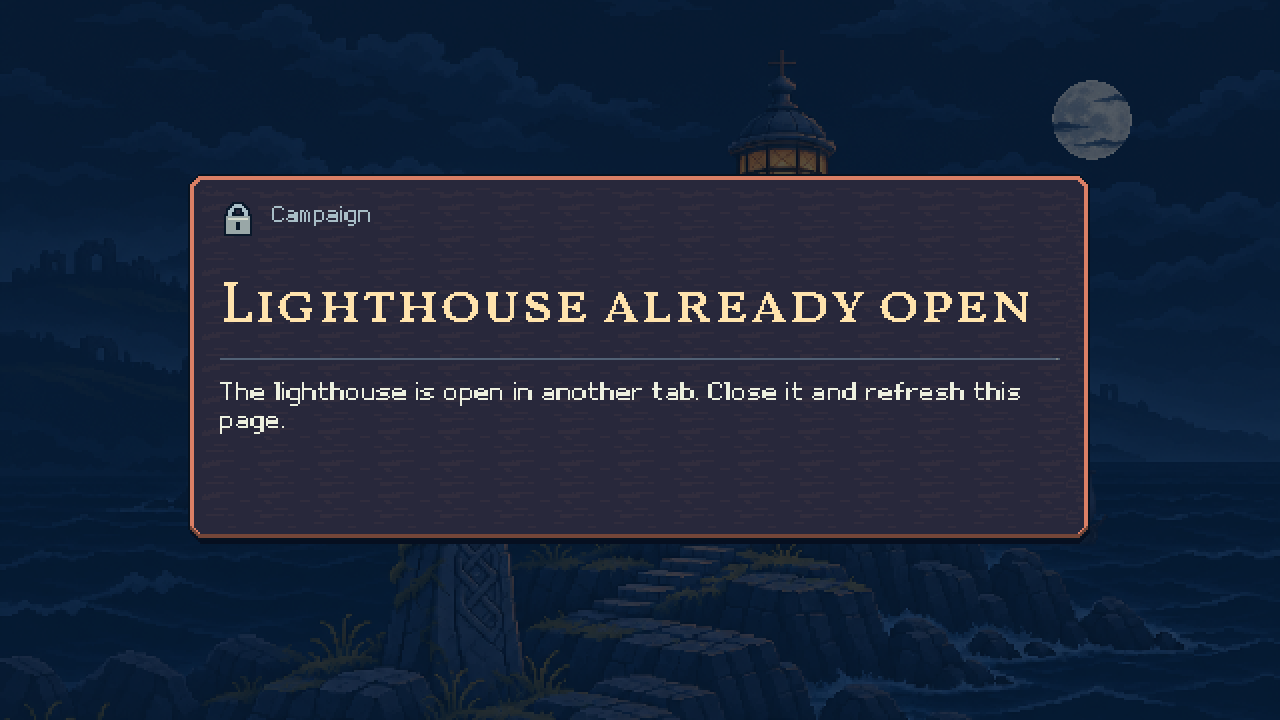 Campaign
Lighthouse already open
The lighthouse is open in another tab. Close it and refresh this
page.